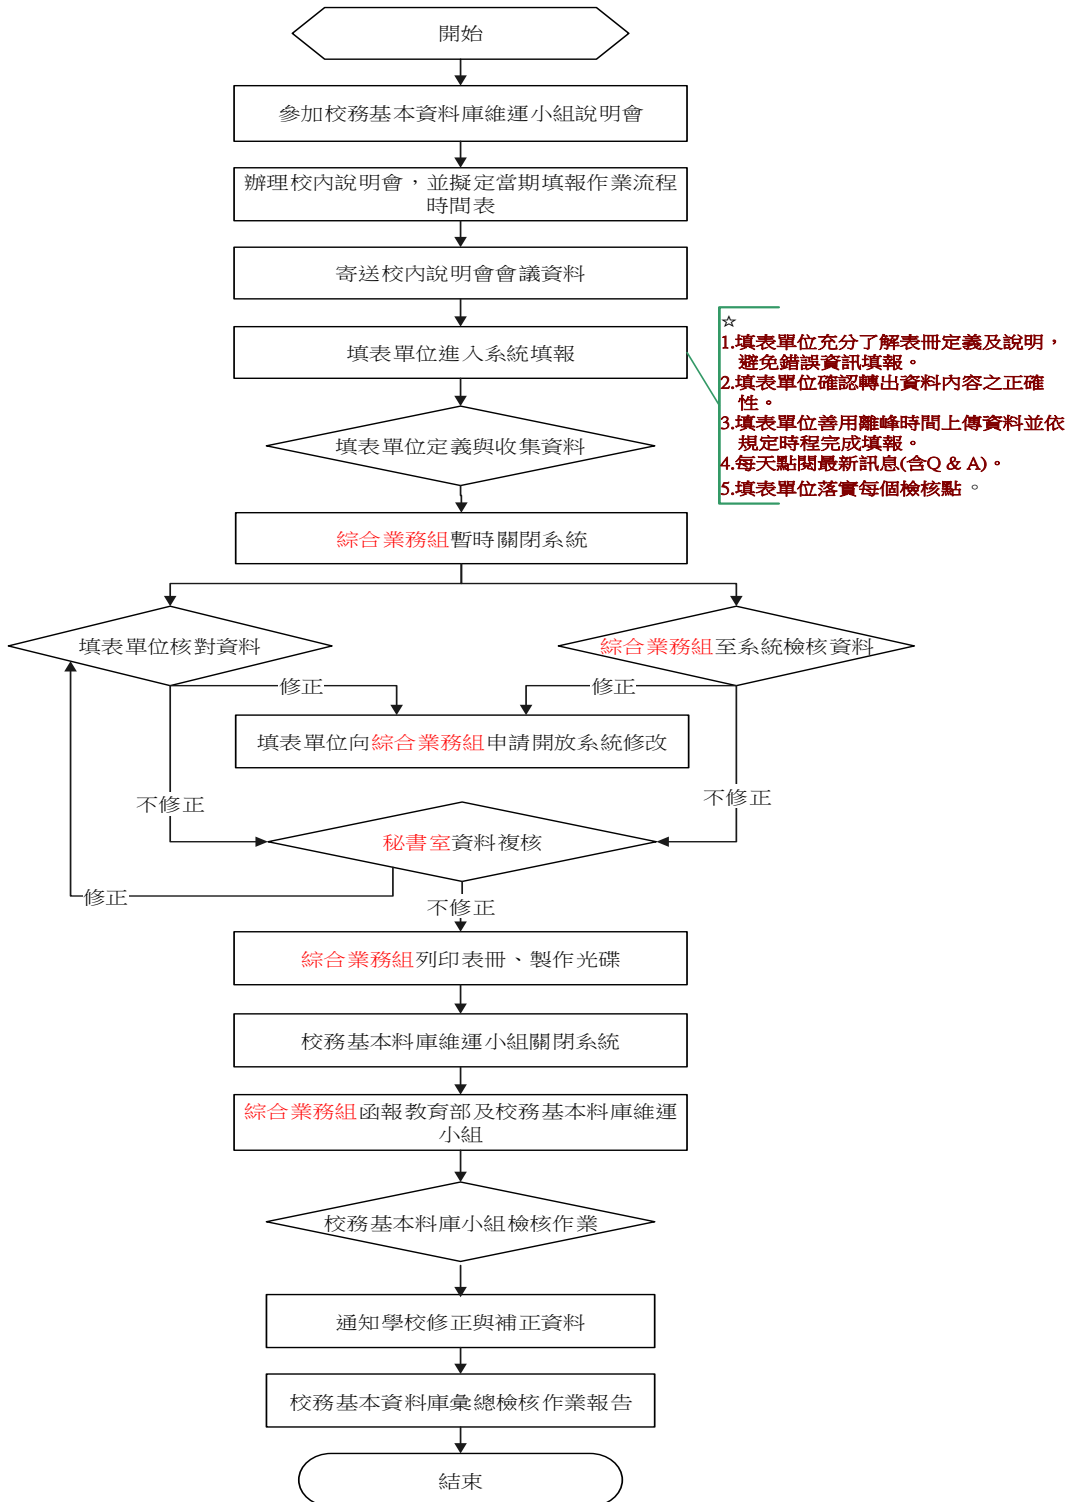 開始
參加校務基本資料庫維運小組說明會
辦理校內說明會，並擬定當期填報作業流程
時間表
寄送校內說明會會議資料
填表單位進入系統填報
☆
1.填表單位充分了解表冊定義及說明，
避免錯誤資訊填報。
2.填表單位確認轉出資料內容之正確
性。
3.填表單位善用離峰時間上傳資料並依
規定時程完成填報。
4.每天點閱最新訊息(含Q & A)。
5.填表單位落實每個檢核點。
填表單位定義與收集資料
綜合業務組暫時關閉系統
填表單位核對資料
綜合業務組至系統檢核資料
修正
修正
填表單位向綜合業務組申請開放系統修改
不修正
不修正
秘書室資料複核
修正
不修正
綜合業務組列印表冊、製作光碟
校務基本料庫維運小組關閉系統
綜合業務組函報教育部及校務基本料庫維運
小組
校務基本料庫小組檢核作業
通知學校修正與補正資料
校務基本資料庫彙總檢核作業報告
結束